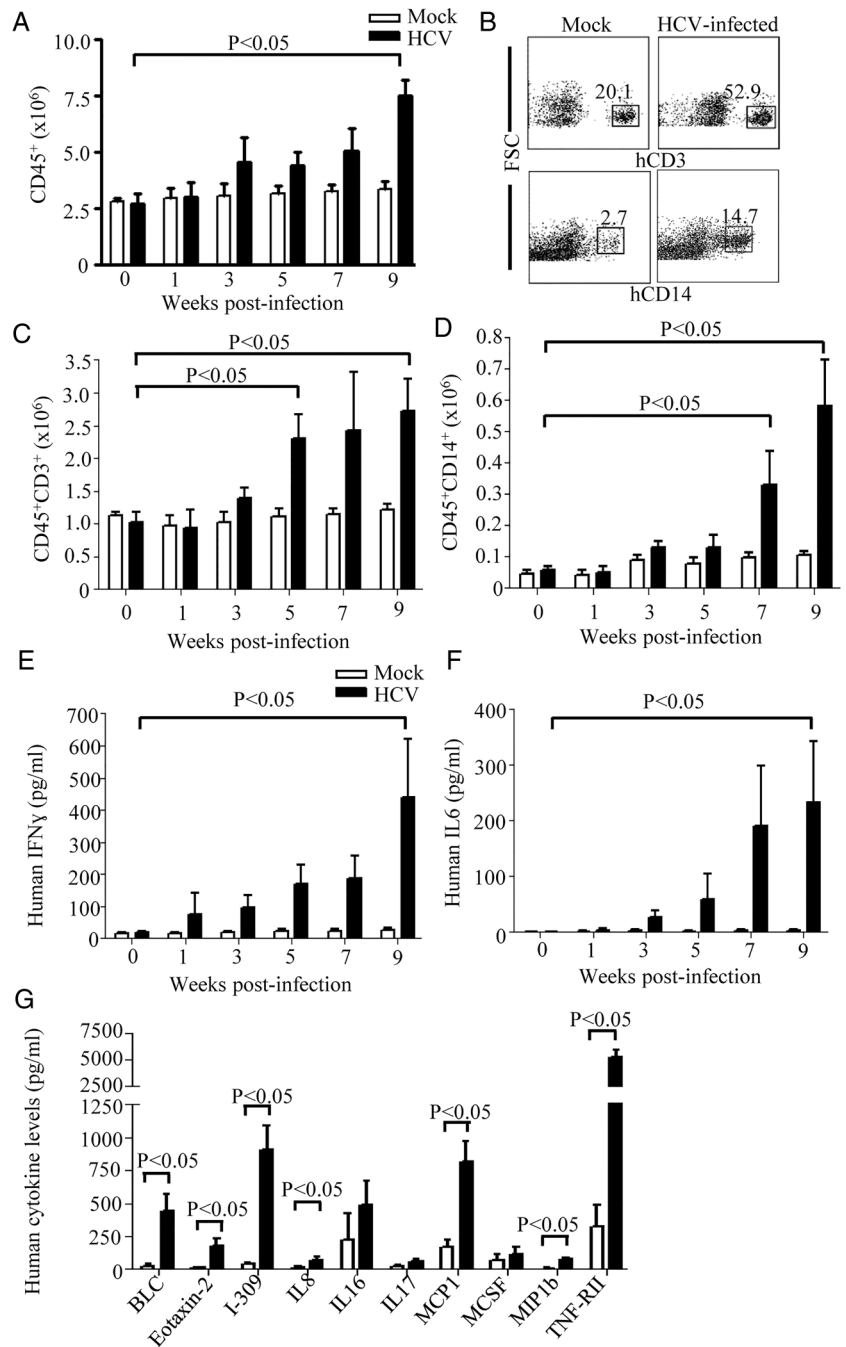 A
Mock
HCV
P<0.05
CD45+ (x10⁶)
10.0
7.5
5.0
2.5
0
0 1 3 5 7 9
Weeks post-infection
B
Mock HCV-infected
20.1 52.9
hCD3
FSC
2.7 14.7
hCD14
C
P<0.05
P<0.05
CD45⁺CD3⁺ (x10⁶)
3.5
3.0
2.5
2.0
1.5
1.0
0.5
0
0 1 3 5 7 9
Weeks post-infection
D
P<0.05
P<0.05
CD45⁺CD14⁺ (x10⁶)
0.8
0.7
0.6
0.5
0.4
0.3
0.2
0.1
0
0 1 3 5 7 9
Weeks post-infection
E
Mock
HCV
P<0.05
Human IFNγ (pg/ml)
700
600
500
400
300
200
100
0
0 1 3 5 7 9
Weeks post-infection
F
P<0.05
Human IL6 (pg/ml)
400
300
200
100
0
0 1 3 5 7 9
Weeks post-infection
G
Human cytokine levels (pg/ml)
7500
5000
2500
1250
1000
750
500
250
0
P<0.05
P<0.05
P<0.05
P<0.05
P<0.05
P<0.05
P<0.05
BLC
Eotaxin-2
I-309
IL8
IL16
IL17
MCP1
MCSF
MIP1b
TNF-RII